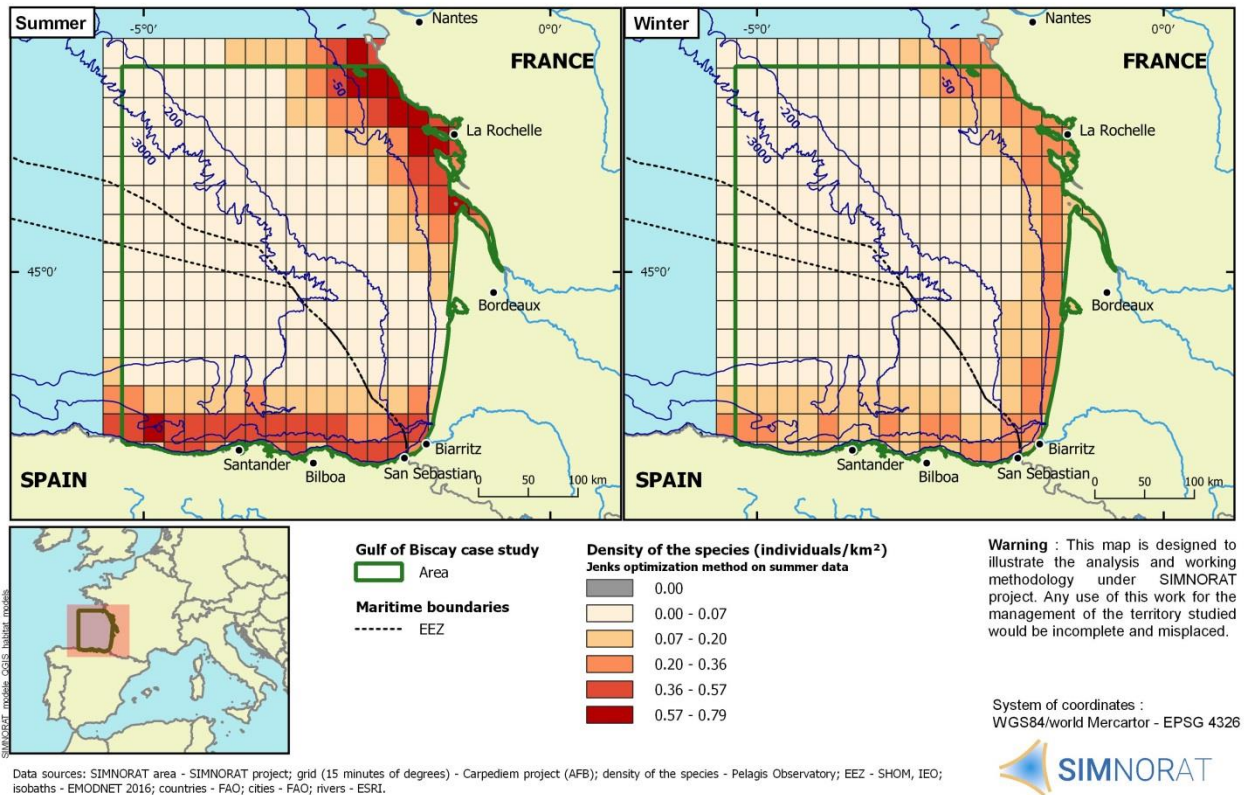 Summer
-5°0'
Nantes
0°0'
FRANCE
-50
-200
-3000
La Rochelle
45°0'
Bordeaux
Biarritz
Santander
San Sebastian
Bilboa
SPAIN
0 50 100 km
Winter
-5°0'
Nantes
0°0'
FRANCE
-50
-200
-3000
La Rochelle
45°0'
Bordeaux
Biarritz
Santander
San Sebastian
Bilboa
SPAIN
0 50 100 km
SIMNORAT_modele_QGIS_habitat_models
Gulf of Biscay case study
Area
Maritime boundaries
EEZ
Density of the species (individuals/km²)
Jenks optimization method on summer data
0.00
0.00 - 0.07
0.07 - 0.20
0.20 - 0.36
0.36 - 0.57
0.57 - 0.79
Warning : This map is designed to
illustrate the analysis and working
methodology under SIMNORAT
project. Any use of this work for the
management of the territory studied
would be incomplete and misplaced.
System of coordinates :
WGS84/world Mercartor - EPSG 4326
SIMNORAT
Data sources: SIMNORAT area - SIMNORAT project; grid (15 minutes of degrees) - Carpediem project (AFB); density of the species - Pelagis Observatory; EEZ - SHOM, IEO;
isobaths - EMODNET 2016; countries - FAO; cities - FAO; rivers - ESRI.